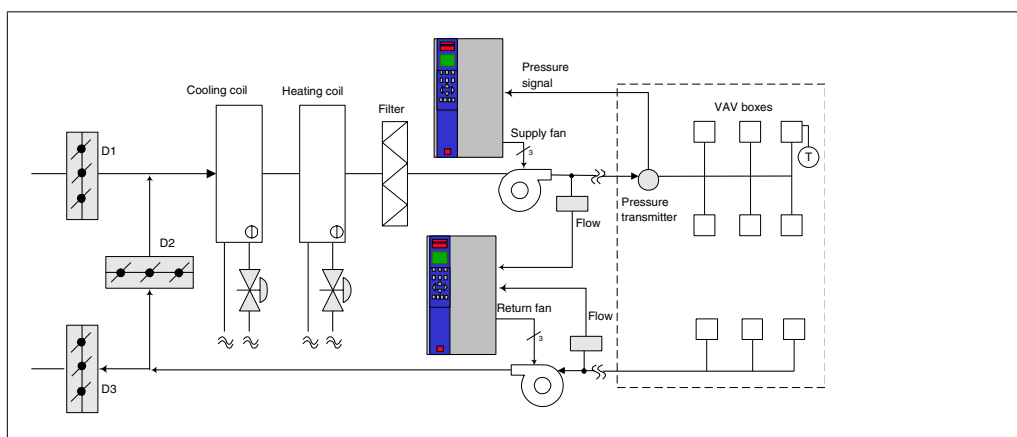 Cooling coil
Heating coil
Filter
Pressure
signal
VAV boxes
D1
Supply fan
3
T
D2
Flow
Pressure
transmitter
Return fan
3
Flow
D3